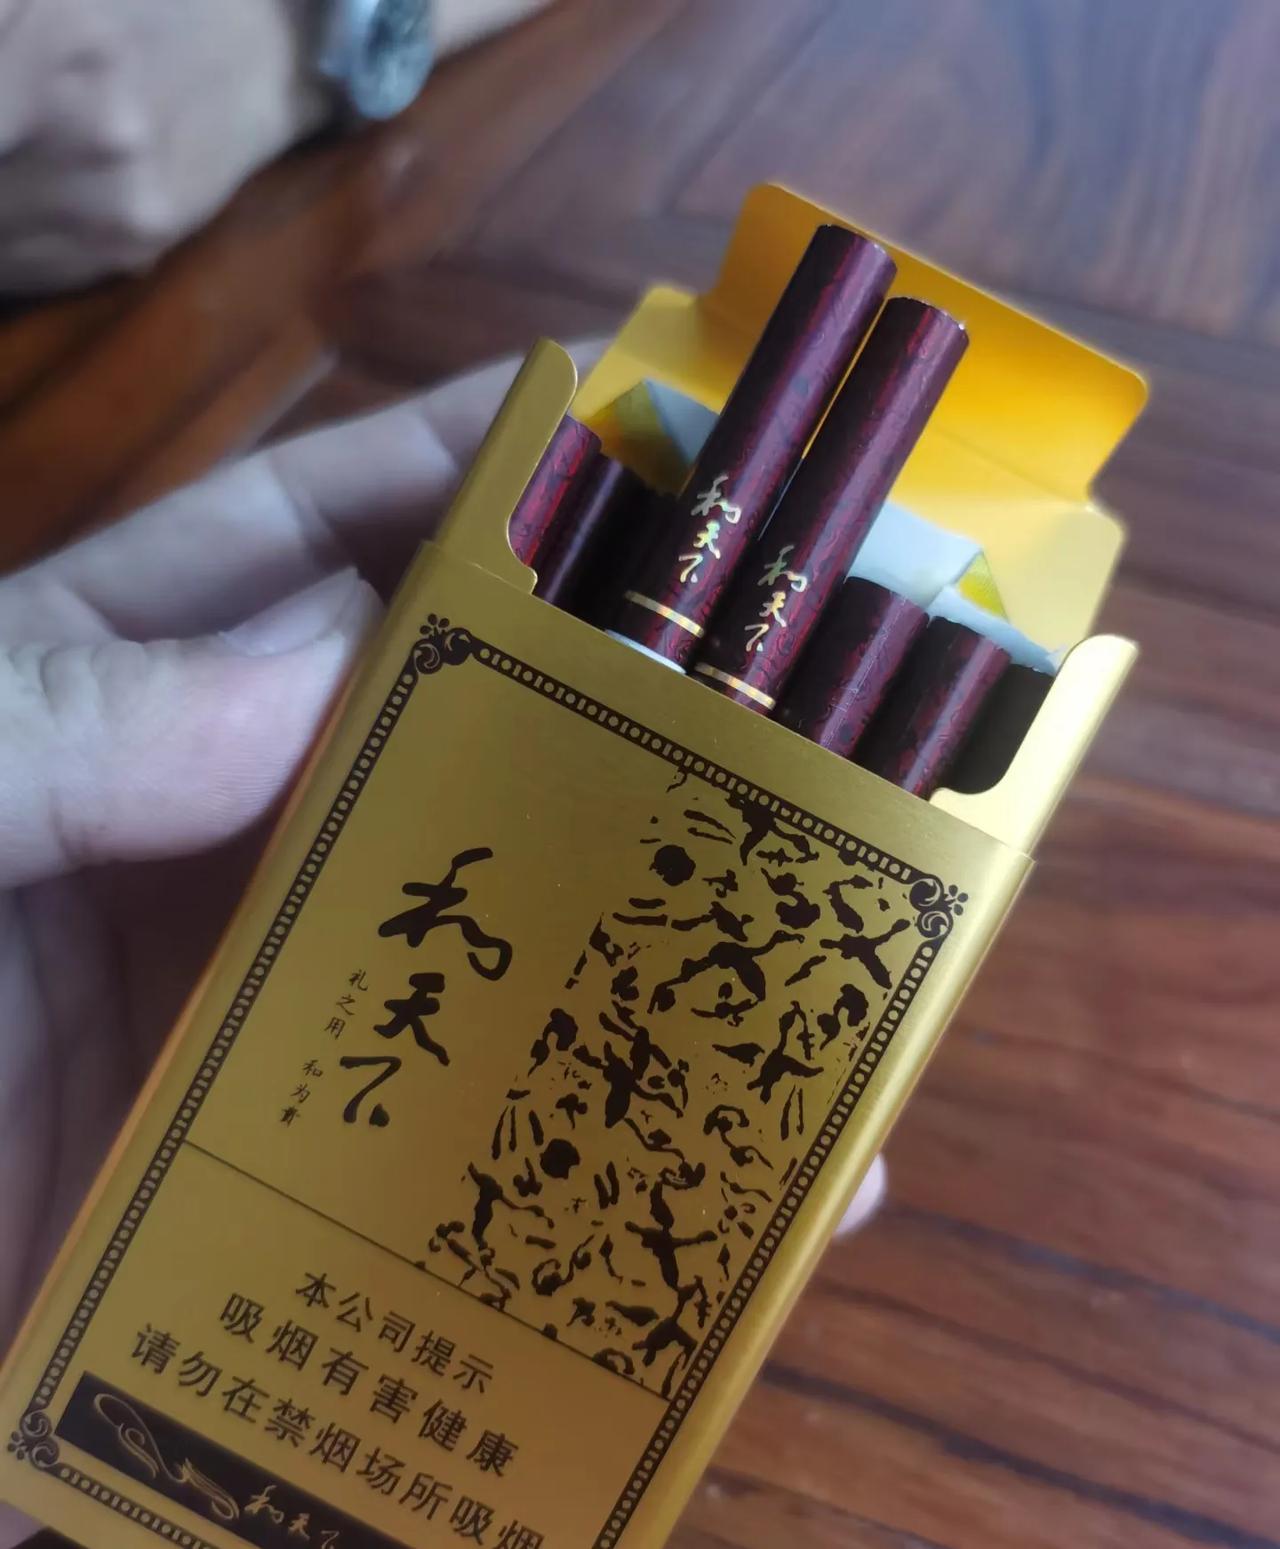 和天下
和天下
和天下
礼之用 和为贵
本公司提示
吸烟有害健康
请勿在禁烟场所吸烟
和天下